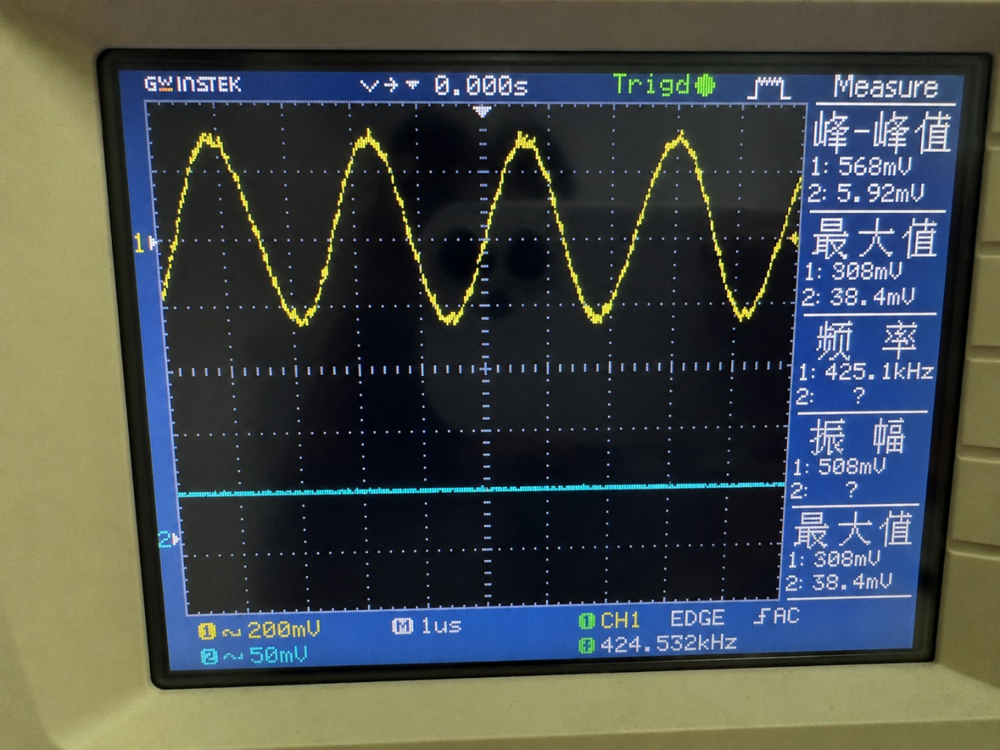 GWINSTEK 0.000s Trigd Measure
峰-峰值
1: 568mV
2: 5.92mV
最大值
1: 308mV
2: 38.4mV
频 率
1: 425.1kHz
2: ?
振 幅
1: 508mV
2: ?
最大值
1: 308mV
2: 38.4mV
1
2
1 200mV M 1us 1 CH1 EDGE AC
2 50mV 424.532kHz